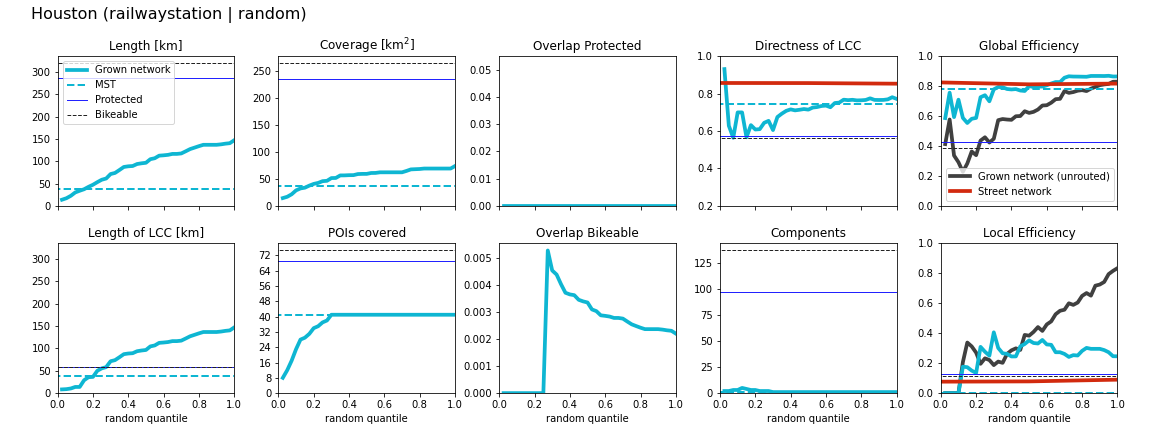 Houston (railwaystation | random)
Length [km]
300
250
200
150
100
50
0
Grown network
MST
Protected
Bikeable
Coverage [km²]
250
200
150
100
50
0
Overlap Protected
0.05
0.04
0.03
0.02
0.01
0.00
Directness of LCC
1.0
0.8
0.6
0.4
0.2
Global Efficiency
1.0
0.8
0.6
0.4
0.2
0.0
Grown network (unrouted)
Street network
Length of LCC [km]
300
250
200
150
100
50
0
0.0 0.2 0.4 0.6 0.8 1.0
random quantile
POIs covered
72
64
56
48
40
32
24
16
8
0.0 0.2 0.4 0.6 0.8 1.0
random quantile
Overlap Bikeable
0.005
0.004
0.003
0.002
0.001
0.000
0.0 0.2 0.4 0.6 0.8 1.0
random quantile
Components
125
100
75
50
25
0
0.0 0.2 0.4 0.6 0.8 1.0
random quantile
Local Efficiency
1.0
0.8
0.6
0.4
0.2
0.0
0.0 0.2 0.4 0.6 0.8 1.0
random quantile